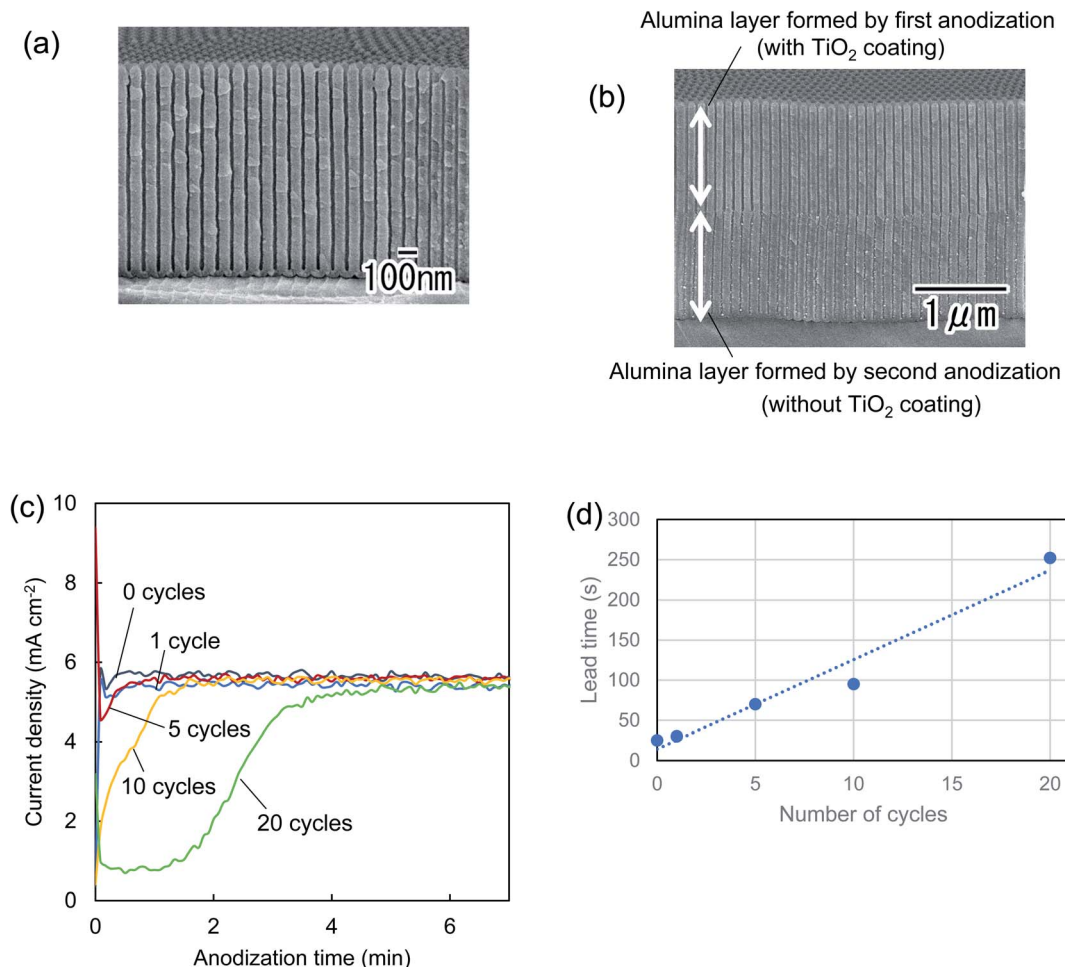 (a)
100nm
Alumina layer formed by first anodization
(with TiO₂ coating)
(b)
1 μm
Alumina layer formed by second anodization
(without TiO₂ coating)
(c)
Current density (mA cm⁻²)
10
8
6
4
2
0
0 cycles
1 cycle
5 cycles
10 cycles
20 cycles
0 2 4 6
Anodization time (min)
(d)
Lead time (s)
300
250
200
150
100
50
0
0 5 10 15 20
Number of cycles